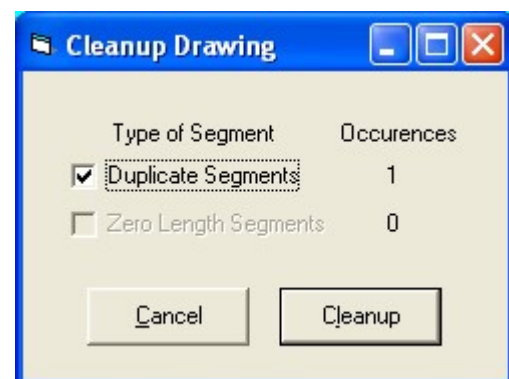 Cleanup Drawing
Type of Segment Occurences
Duplicate Segments 1
Zero Length Segments 0
Cancel Cleanup